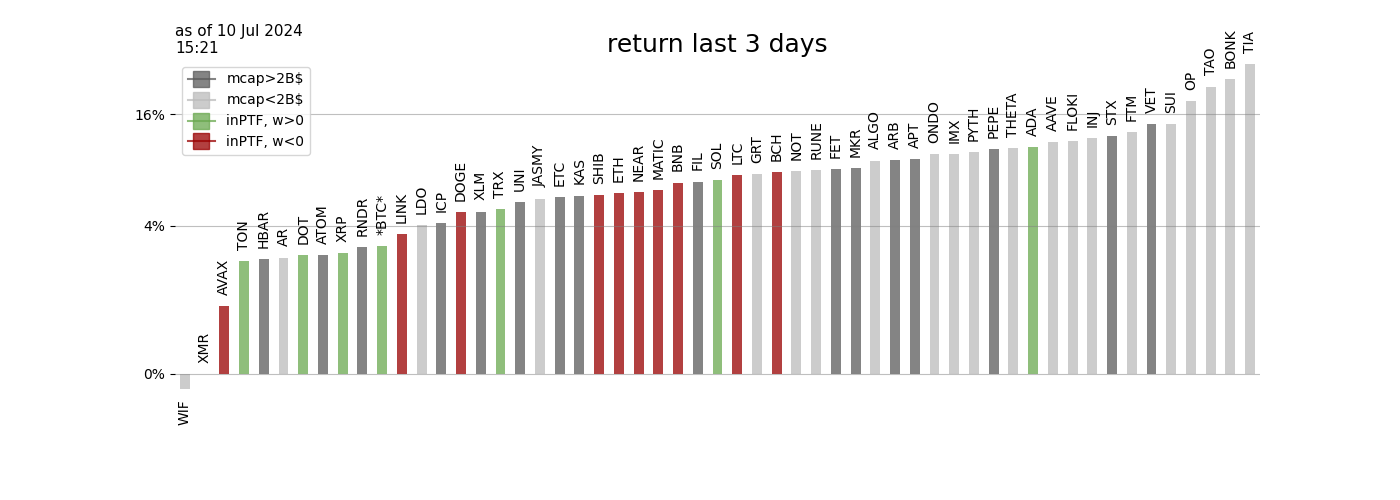 as of 10 Jul 2024
15:21
return last 3 days
mcap>2B$
mcap<2B$
inPTF, w>0
inPTF, w<0
16%
4%
0%
WIF
XMR
AVAX
TON
HBAR
AR
DOT
ATOM
XRP
RNDR
*BTC*
LINK
LDO
ICP
DOGE
XLM
TRX
UNI
JASMY
ETC
KAS
SHIB
ETH
NEAR
MATIC
BNB
FIL
SOL
LTC
GRT
BCH
NOT
RUNE
FET
MKR
ALGO
ARB
APT
ONDO
IMX
PYTH
PEPE
THETA
ADA
AAVE
FLOKI
INJ
STX
FTM
VET
SUI
OP
TAO
BONK
TIA